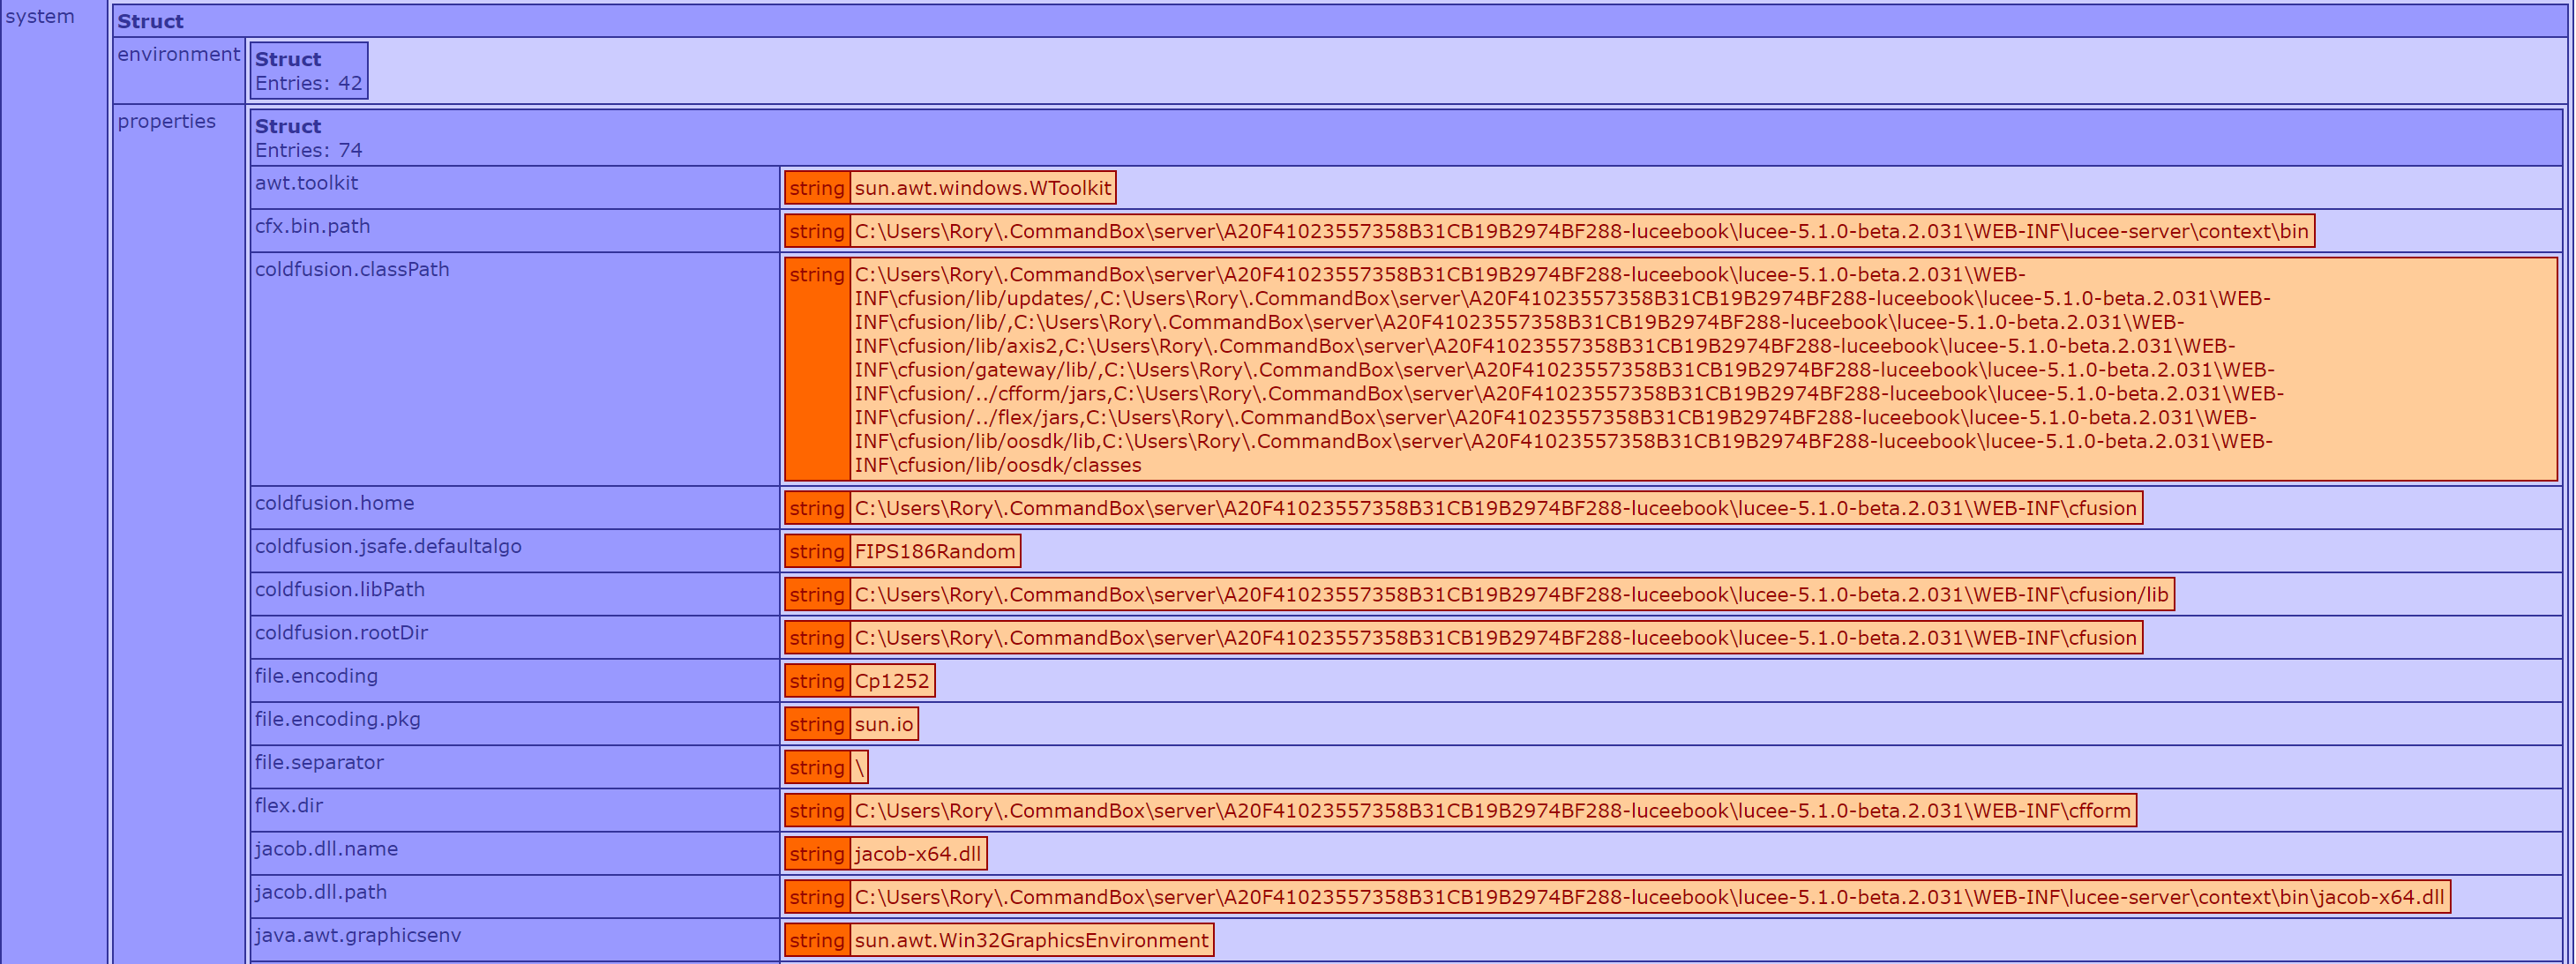 system
Struct
environment
Struct
Entries: 42
properties
Struct
Entries: 74
awt.toolkit string sun.awt.windows.WToolkit
cfx.bin.path string C:\Users\Rory\.CommandBox\server\A20F41023557358B31CB19B2974BF288-luceebook\lucee-5.1.0-beta.2.031\WEB-INF\lucee-server\context\bin
coldfusion.classPath string C:\Users\Rory\.CommandBox\server\A20F41023557358B31CB19B2974BF288-luceebook\lucee-5.1.0-beta.2.031\WEB-
INF\cfusion/lib/updates/,C:\Users\Rory\.CommandBox\server\A20F41023557358B31CB19B2974BF288-luceebook\lucee-5.1.0-beta.2.031\WEB-
INF\cfusion/lib/,C:\Users\Rory\.CommandBox\server\A20F41023557358B31CB19B2974BF288-luceebook\lucee-5.1.0-beta.2.031\WEB-
INF\cfusion/lib/axis2,C:\Users\Rory\.CommandBox\server\A20F41023557358B31CB19B2974BF288-luceebook\lucee-5.1.0-beta.2.031\WEB-
INF\cfusion/gateway/lib/,C:\Users\Rory\.CommandBox\server\A20F41023557358B31CB19B2974BF288-luceebook\lucee-5.1.0-beta.2.031\WEB-
INF\cfusion/../cfform/jars,C:\Users\Rory\.CommandBox\server\A20F41023557358B31CB19B2974BF288-luceebook\lucee-5.1.0-beta.2.031\WEB-
INF\cfusion/../flex/jars,C:\Users\Rory\.CommandBox\server\A20F41023557358B31CB19B2974BF288-luceebook\lucee-5.1.0-beta.2.031\WEB-
INF\cfusion/lib/oosdk/lib,C:\Users\Rory\.CommandBox\server\A20F41023557358B31CB19B2974BF288-luceebook\lucee-5.1.0-beta.2.031\WEB-
INF\cfusion/lib/oosdk/classes
coldfusion.home string C:\Users\Rory\.CommandBox\server\A20F41023557358B31CB19B2974BF288-luceebook\lucee-5.1.0-beta.2.031\WEB-INF\cfusion
coldfusion.jsafe.defaultalgo string FIPS186Random
coldfusion.libPath string C:\Users\Rory\.CommandBox\server\A20F41023557358B31CB19B2974BF288-luceebook\lucee-5.1.0-beta.2.031\WEB-INF\cfusion/lib
coldfusion.rootDir string C:\Users\Rory\.CommandBox\server\A20F41023557358B31CB19B2974BF288-luceebook\lucee-5.1.0-beta.2.031\WEB-INF\cfusion
file.encoding string Cp1252
file.encoding.pkg string sun.io
file.separator string \
flex.dir string C:\Users\Rory\.CommandBox\server\A20F41023557358B31CB19B2974BF288-luceebook\lucee-5.1.0-beta.2.031\WEB-INF\cfform
jacob.dll.name string jacob-x64.dll
jacob.dll.path string C:\Users\Rory\.CommandBox\server\A20F41023557358B31CB19B2974BF288-luceebook\lucee-5.1.0-beta.2.031\WEB-INF\lucee-server\context\bin\jacob-x64.dll
java.awt.graphicsenv string sun.awt.Win32GraphicsEnvironment